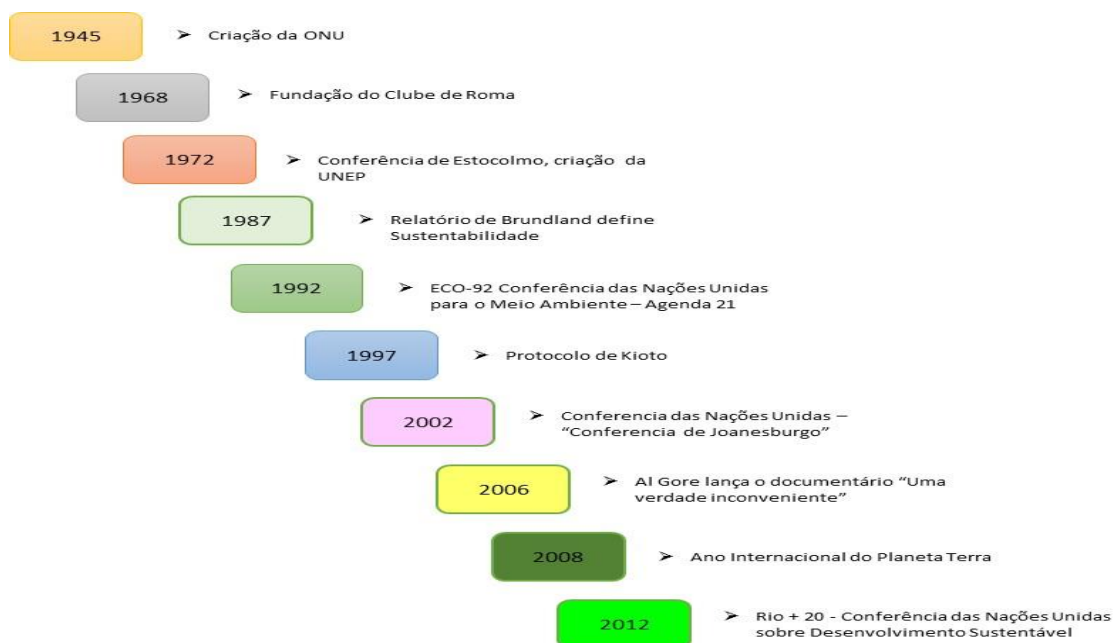 1945
➢ Criação da ONU
1968
➢ Fundação do Clube de Roma
1972
➢ Conferência de Estocolmo, criação da
UNEP
1987
➢ Relatório de Brundland define
Sustentabilidade
1992
➢ ECO-92 Conferência das Nações Unidas
para o Meio Ambiente – Agenda 21
1997
➢ Protocolo de Kioto
2002
➢ Conferencia das Nações Unidas –
“Conferencia de Joanesburgo”
2006
➢ Al Gore lança o documentário “Uma
verdade inconveniente”
2008
➢ Ano Internacional do Planeta Terra
2012
➢ Rio + 20 - Conferência das Nações Unidas
sobre Desenvolvimento Sustentável